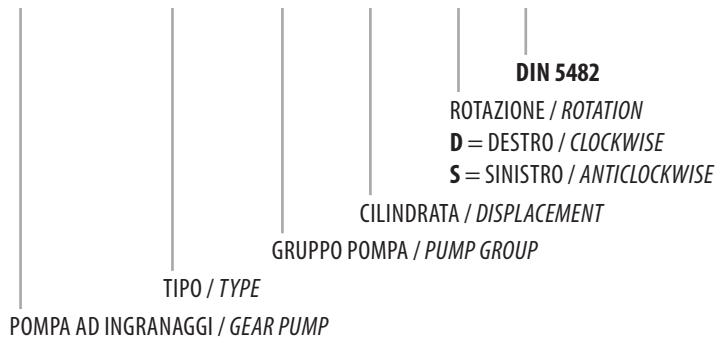 DIN 5482
ROTAZIONE / ROTATION
D = DESTRO / CLOCKWISE
S = SINISTRO / ANTICLOCKWISE
CILINDRATA / DISPLACEMENT
GRUPPO POMPA / PUMP GROUP
TIPO / TYPE
POMPA AD INGRANAGGI / GEAR PUMP